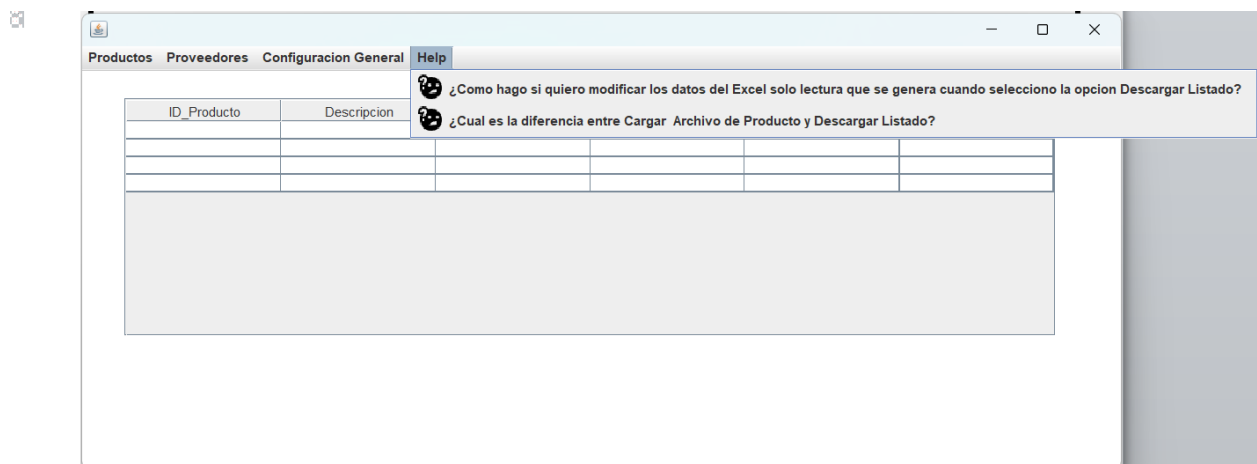 Productos Proveedores Configuracion General Help
¿Como hago si quiero modificar los datos del Excel solo lectura que se genera cuando selecciono la opcion Descargar Listado?
ID_Producto Descripcion
¿Cual es la diferencia entre Cargar  Archivo de Producto y Descargar Listado?